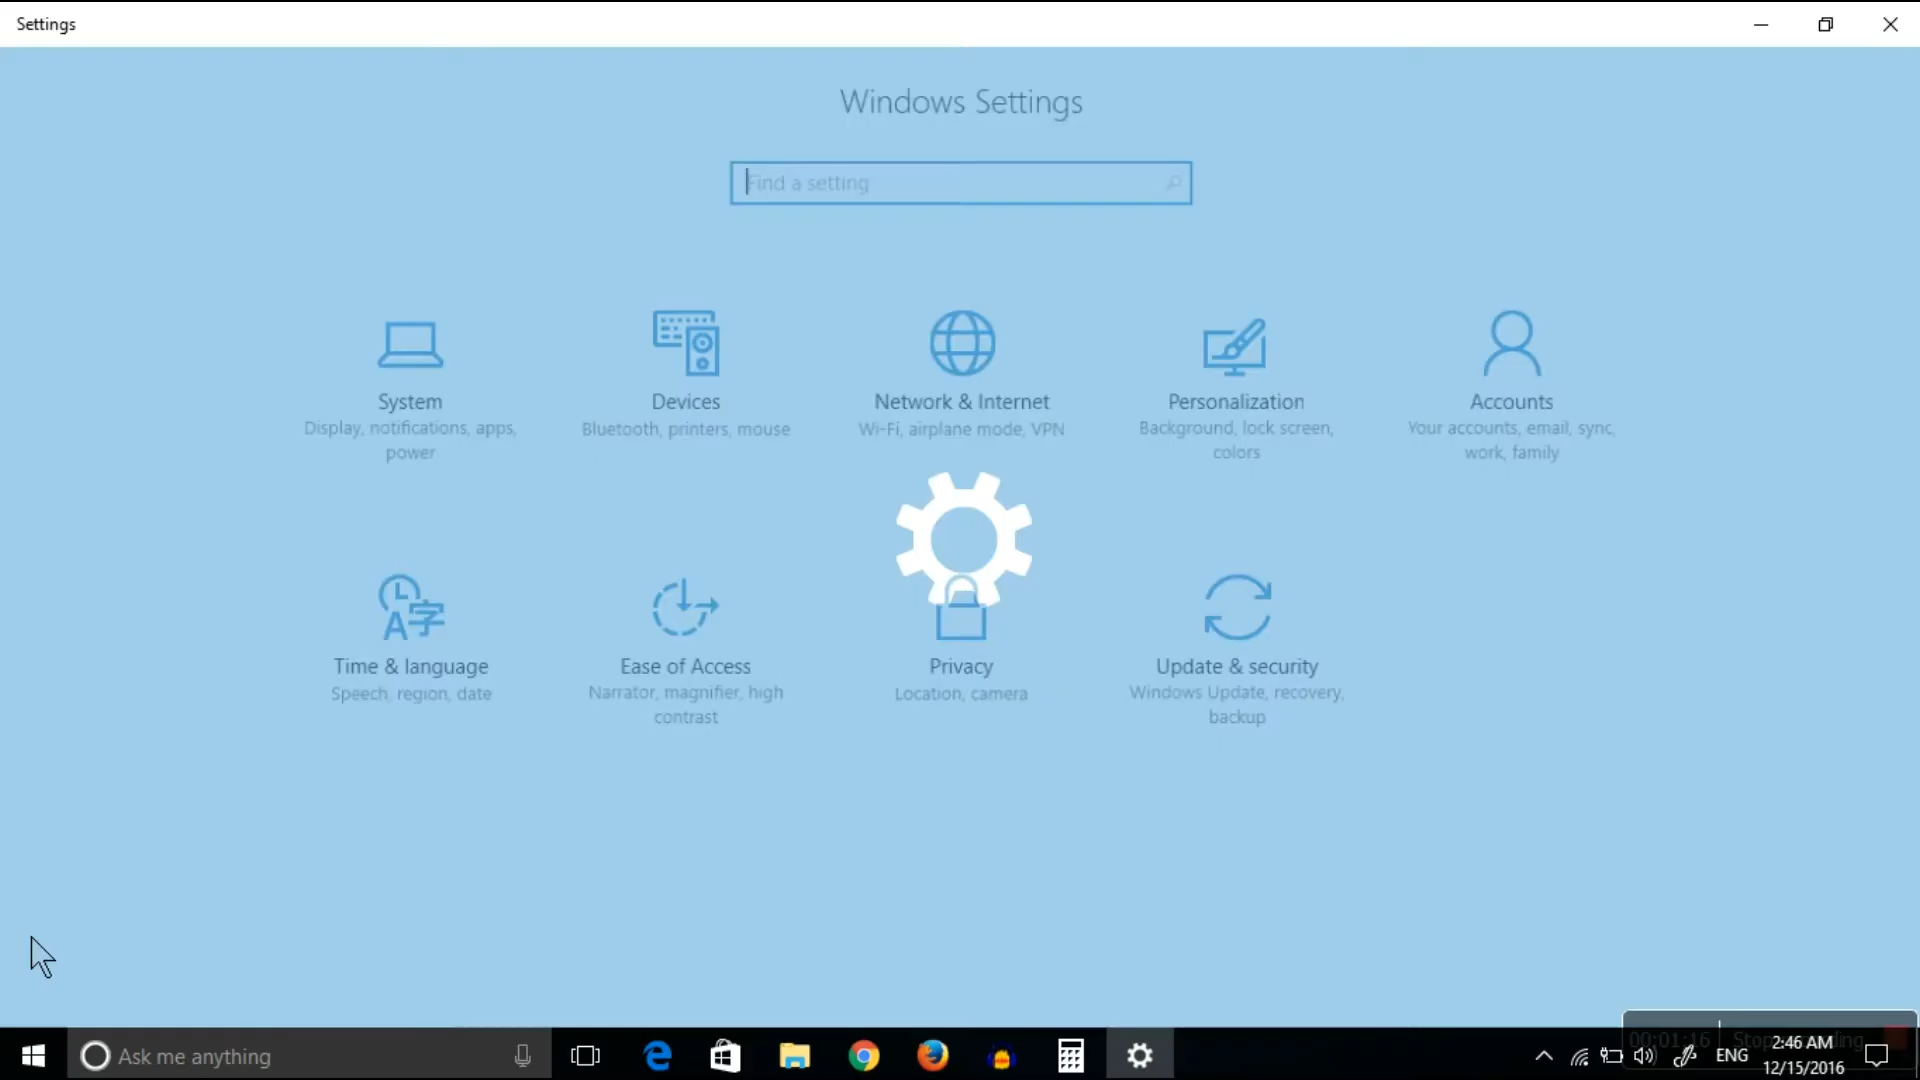 Settings
Windows Settings
Find a setting
System
Display, notifications, apps,
power
Devices
Bluetooth, printers, mouse
Network & Internet
Wi-Fi, airplane mode, VPN
Personalization
Background, lock screen,
colors
Accounts
Your accounts, email, sync,
work, family
Time & language
Speech, region, date
Ease of Access
Narrator, magnifier, high
contrast
Privacy
Location, camera
Update & security
Windows Update, recovery,
backup
Ask me anything
00:01:16
ENG
2:46 AM
12/15/2016